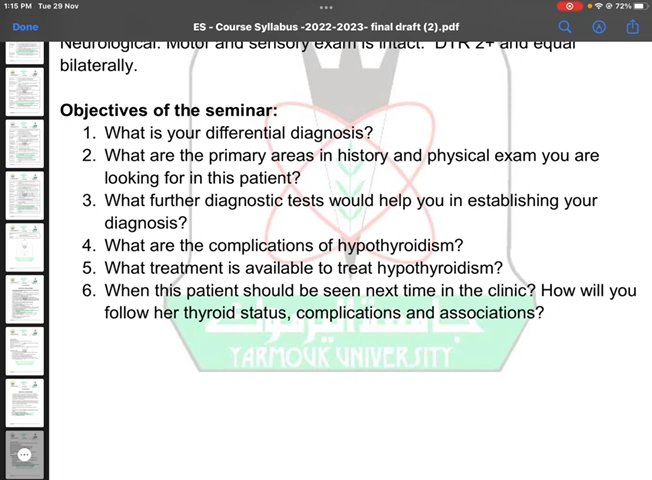 1:15 PM Tue 29 Nov
72%
Done
ES - Course Syllabus -2022-2023- final draft (2).pdf
Neurological: Motor and sensory exam is intact. DTR 2+ and equal
bilaterally.
Objectives of the seminar:
1. What is your differential diagnosis?
2. What are the primary areas in history and physical exam you are
looking for in this patient?
3. What further diagnostic tests would help you in establishing your
diagnosis?
4. What are the complications of hypothyroidism?
5. What treatment is available to treat hypothyroidism?
6. When this patient should be seen next time in the clinic? How will you
follow her thyroid status, complications and associations?
جامعة اليرموك
YARMOUK UNIVERSITY